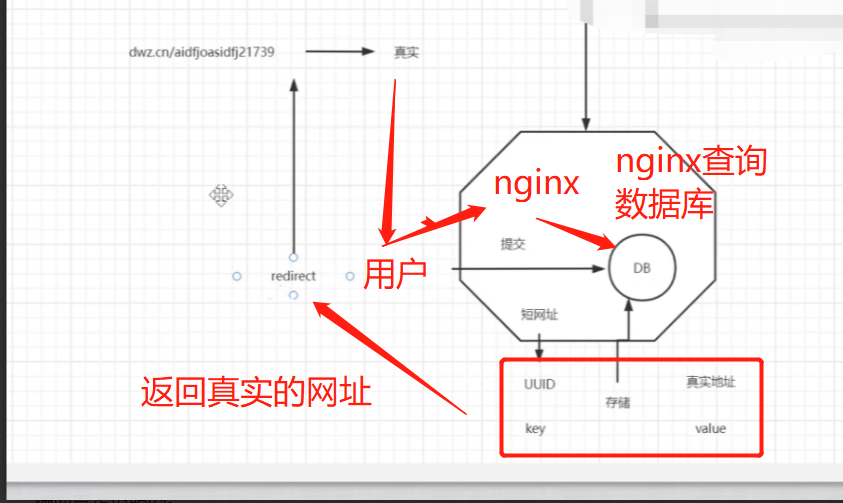 dwz.cn/aidfjoasidfj21739
真实
nginx
nginx查询
数据库
提交
redirect
用户
DB
短网址
返回真实的网址
UUID
真实地址
存储
key
value